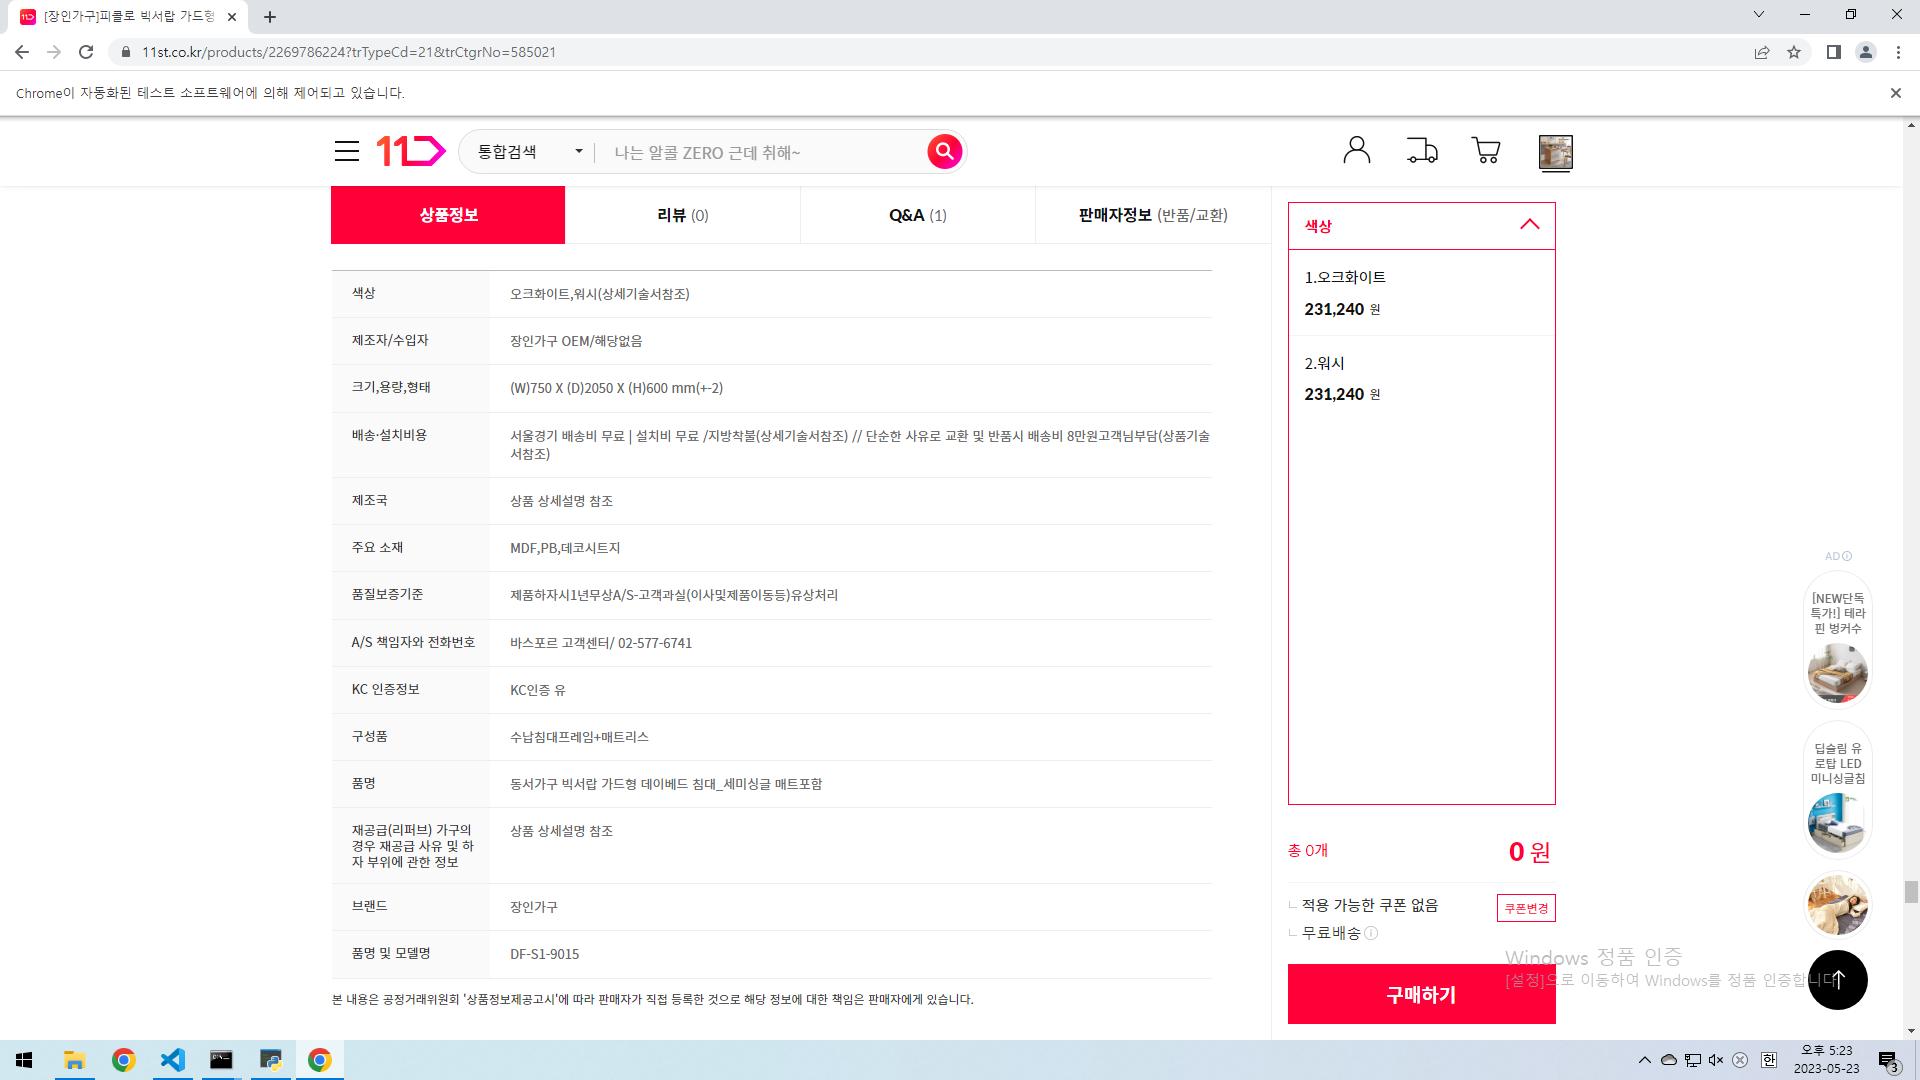 [장인가구]피콜로 빅서랍 가드형
11st.co.kr/products/2269786224?trTypeCd=21&trCtgrNo=585021
Chrome이 자동화된 테스트 소프트웨어에 의해 제어되고 있습니다.
통합검색
나는 알콜 ZERO 근데 취해~
상품정보
리뷰 (0)
Q&A (1)
판매자정보 (반품/교환)
색상
오크화이트,워시(상세기술서참조)
제조자/수입자
장인가구 OEM/해당없음
크기,용량,형태
(W)750 X (D)2050 X (H)600 mm(+-2)
배송·설치비용
서울경기 배송비 무료 | 설치비 무료 /지방착불(상세기술서참조) // 단순한 사유로 교환 및 반품시 배송비 8만원고객님부담(상품기술
서참조)
제조국
상품 상세설명 참조
주요 소재
MDF,PB,데코시트지
품질보증기준
제품하자시1년무상A/S-고객과실(이사및제품이동등)유상처리
A/S 책임자와 전화번호
바스포르 고객센터/ 02-577-6741
KC 인증정보
KC인증 유
구성품
수납침대프레임+매트리스
품명
동서가구 빅서랍 가드형 데이베드 침대_세미싱글 매트포함
재공급(리퍼브) 가구의
경우 재공급 사유 및 하
자 부위에 관한 정보
상품 상세설명 참조
브랜드
장인가구
품명 및 모델명
DF-S1-9015
본 내용은 공정거래위원회 '상품정보제공고시'에 따라 판매자가 직접 등록한 것으로 해당 정보에 대한 책임은 판매자에게 있습니다.
색상
1.오크화이트
231,240 원
2.워시
231,240 원
총 0개
0 원
적용 가능한 쿠폰 없음
쿠폰변경
무료배송
구매하기
AD
[NEW단독
특가!] 테라
핀 벙커수
딥슬림 유
로탑 LED
미니싱글침
Windows 정품 인증
[설정]으로 이동하여 Windows를 정품 인증합니다.
한
오후 5:23
2023-05-23
3